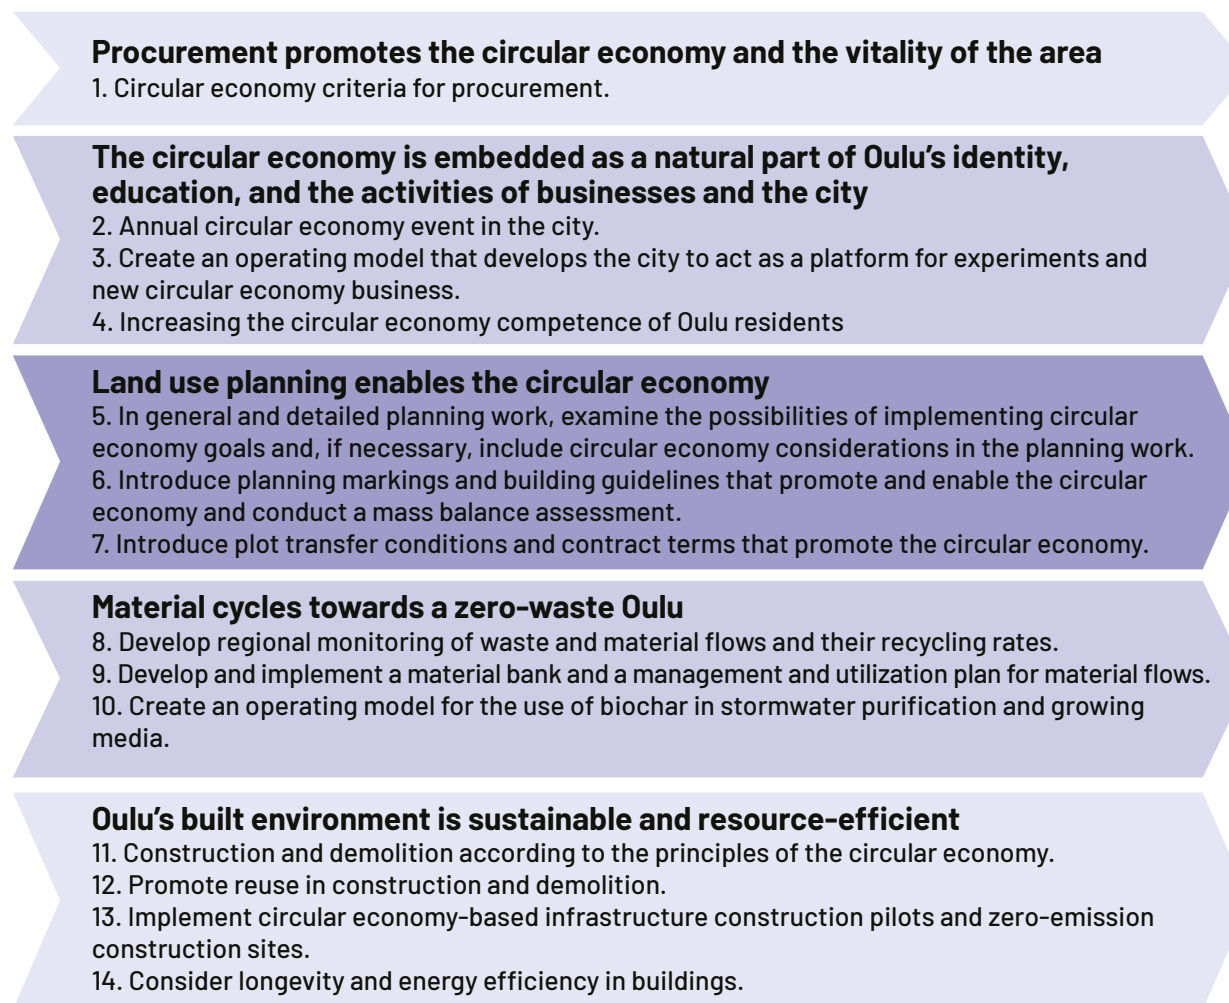 Procurement promotes the circular economy and the vitality of the area
1. Circular economy criteria for procurement.
The circular economy is embedded as a natural part of Oulu’s identity,
education, and the activities of businesses and the city
2. Annual circular economy event in the city.
3. Create an operating model that develops the city to act as a platform for experiments and
new circular economy business.
4. Increasing the circular economy competence of Oulu residents
Land use planning enables the circular economy
5. In general and detailed planning work, examine the possibilities of implementing circular
economy goals and, if necessary, include circular economy considerations in the planning work.
6. Introduce planning markings and building guidelines that promote and enable the circular
economy and conduct a mass balance assessment.
7. Introduce plot transfer conditions and contract terms that promote the circular economy.
Material cycles towards a zero-waste Oulu
8. Develop regional monitoring of waste and material flows and their recycling rates.
9. Develop and implement a material bank and a management and utilization plan for material flows.
10. Create an operating model for the use of biochar in stormwater purification and growing
media.
Oulu’s built environment is sustainable and resource-efficient
11. Construction and demolition according to the principles of the circular economy.
12. Promote reuse in construction and demolition.
13. Implement circular economy-based infrastructure construction pilots and zero-emission
construction sites.
14. Consider longevity and energy efficiency in buildings.